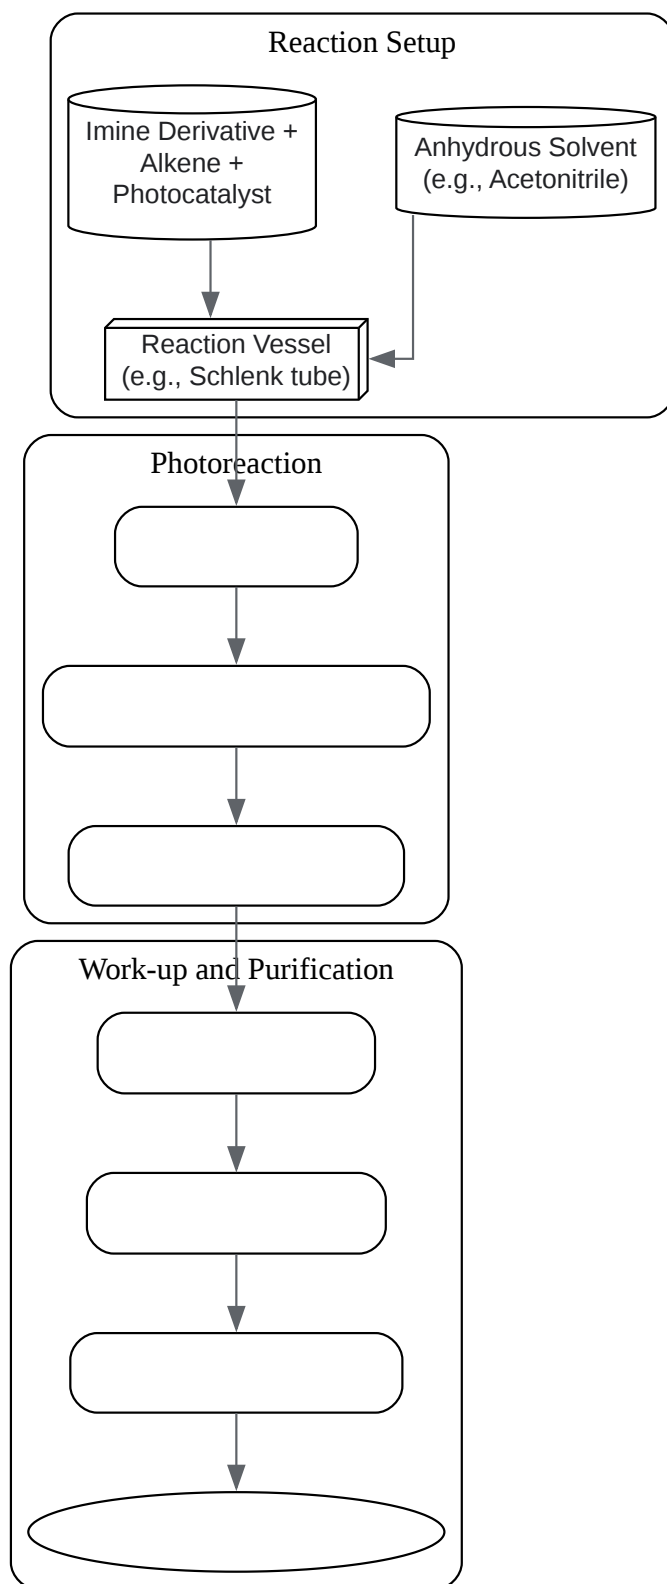 Reaction Setup
Imine Derivative +
Alkene +
Photocatalyst
Anhydrous Solvent
(e.g., Acetonitrile)
Reaction Vessel
(e.g., Schlenk tube)
Photoreaction
Work-up and Purification